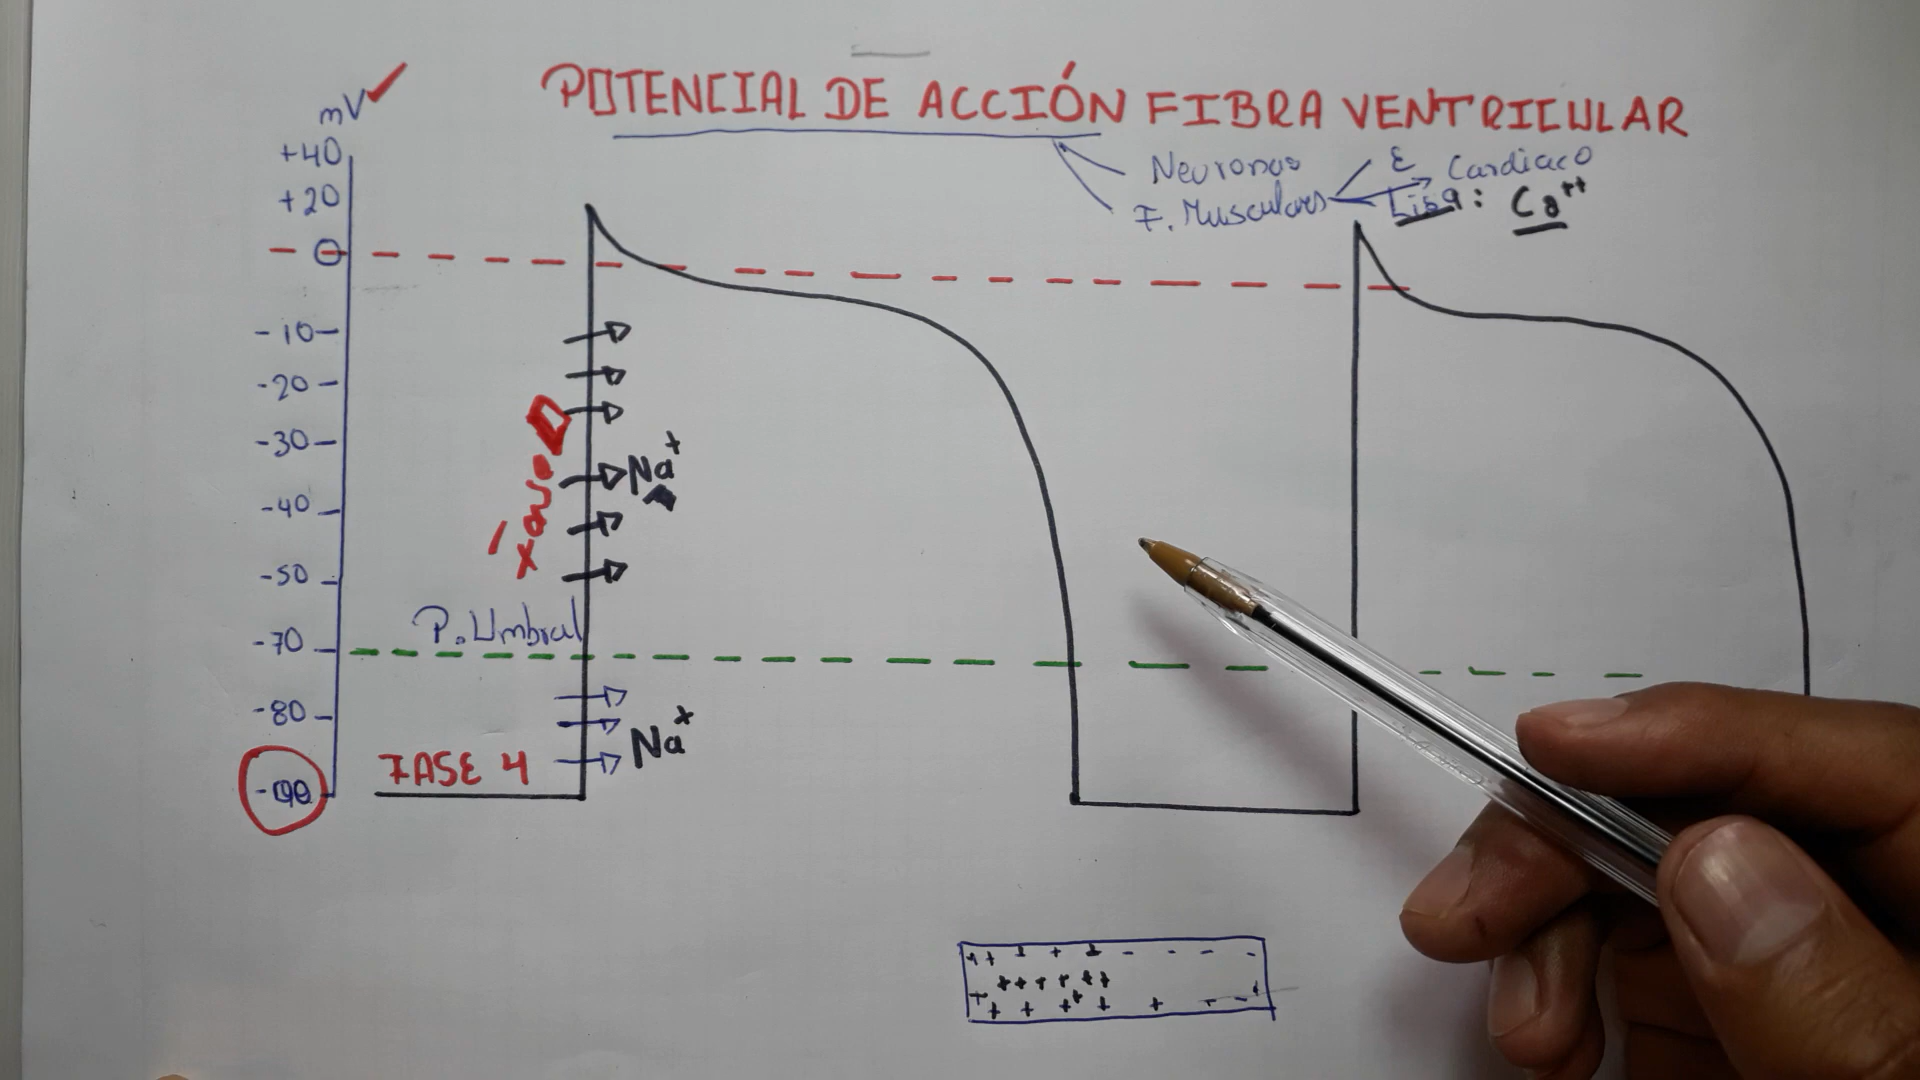 POTENCIAL DE ACCIÓN FIBRA VENTRICULAR
mV
Neuronas
F. Musculares
E
Cardiaco
Lisa: Ca++
+40
+20
0
-10
-20
-30
-40
-50
-70
-80
-90
Na+
P. Umbral
Na+
FASE 4